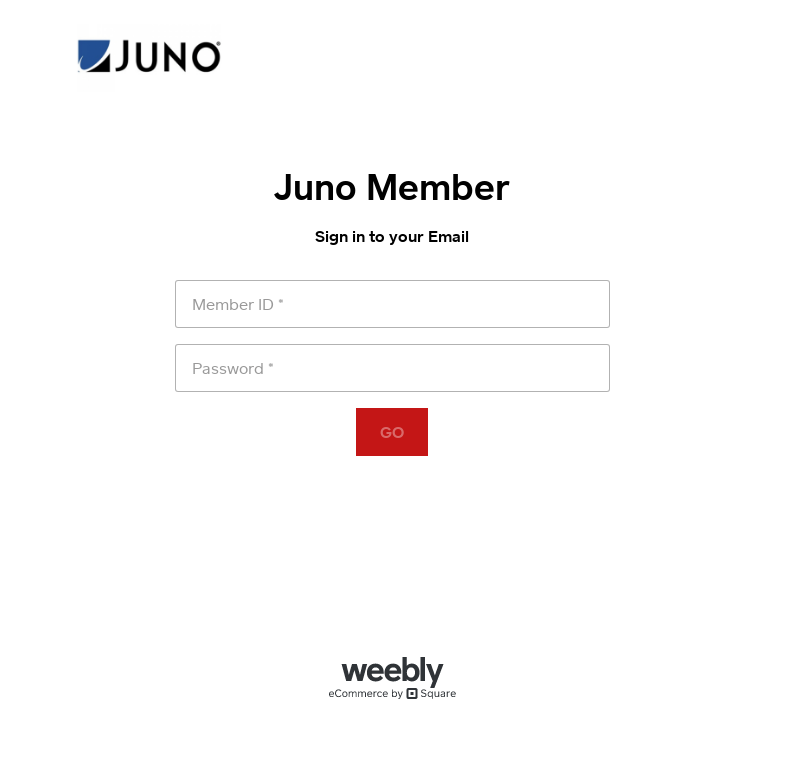 JUNO®
Juno Member
Sign in to your Email
Member ID *
Password *
GO
weebly
eCommerce by Square